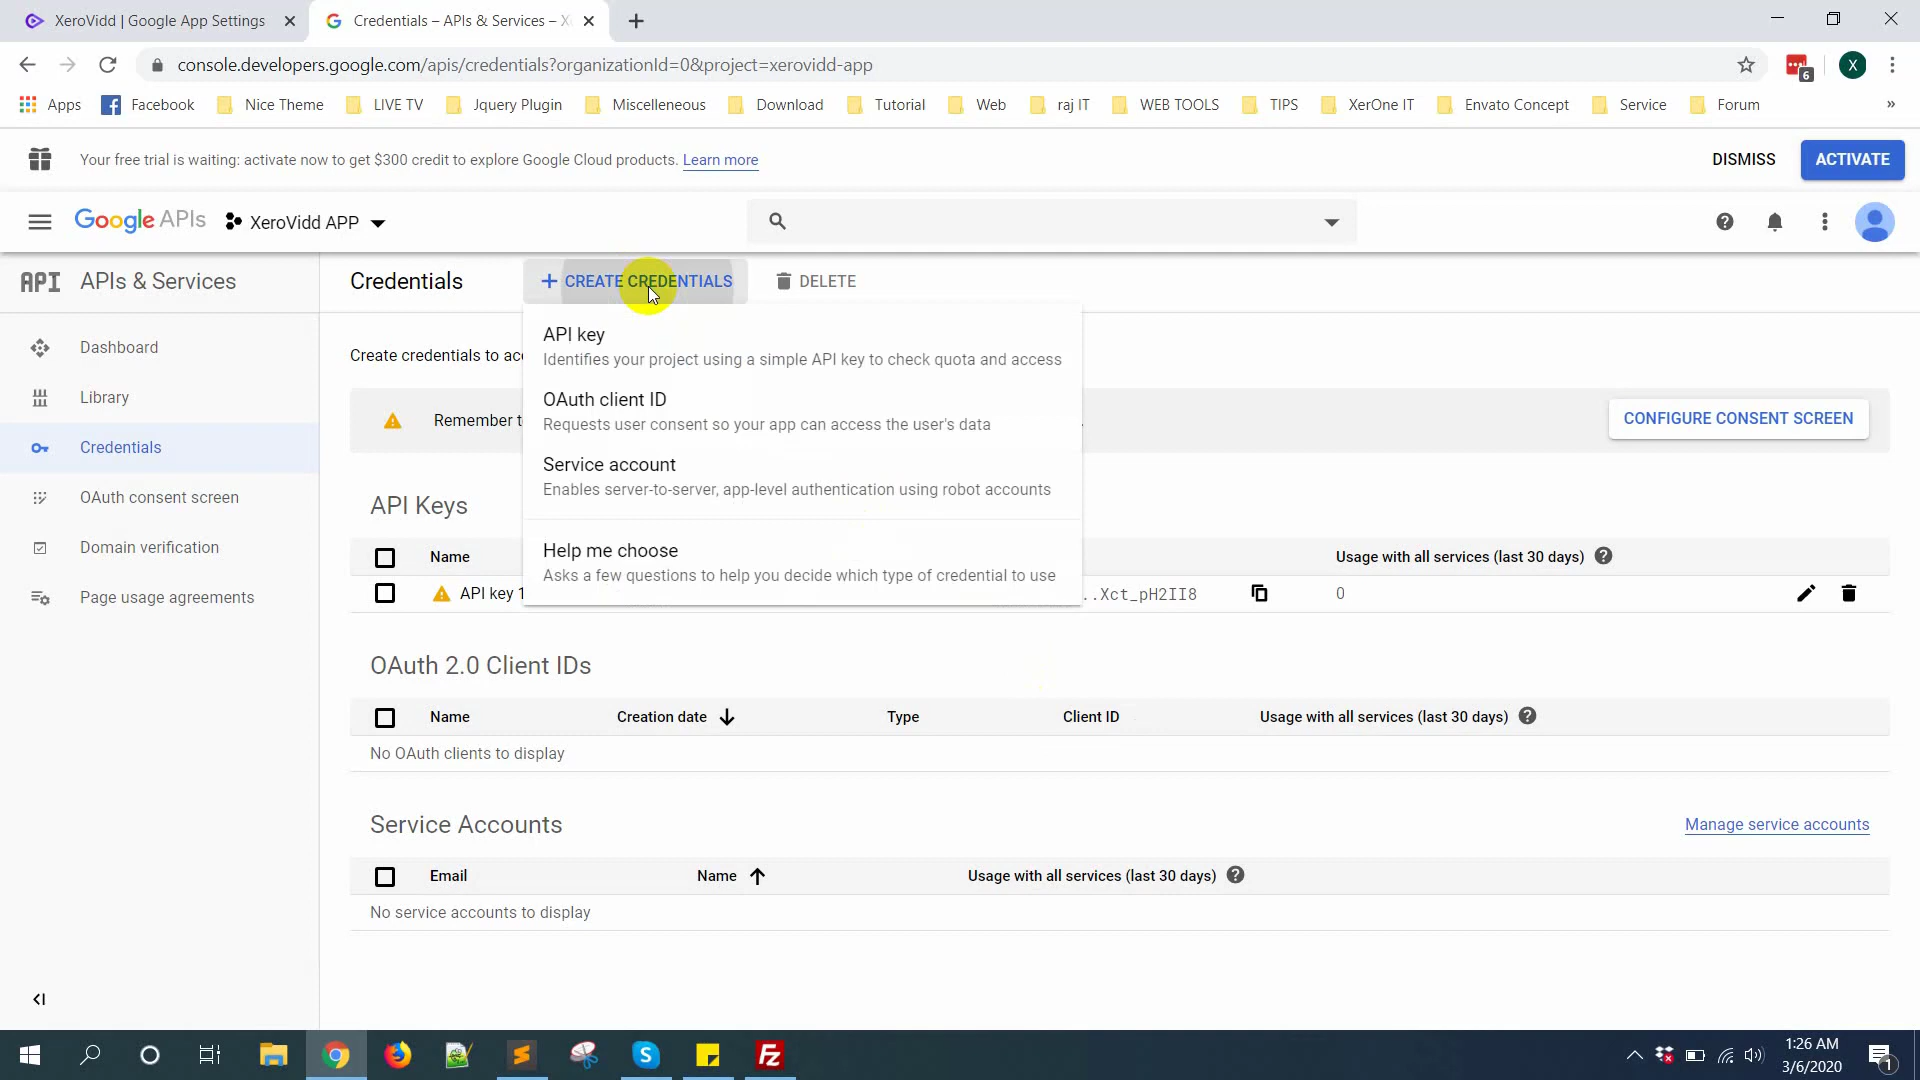 XeroVidd | Google App Settings
Credentials – APIs & Services – X
console.developers.google.com/apis/credentials?organizationId=0&project=xerovidd-app
6
X
Apps Facebook Nice Theme LIVE TV Jquery Plugin Miscelleneous Download Tutorial Web raj IT WEB TOOLS TIPS XerOne IT Envato Concept Service Forum »
Your free trial is waiting: activate now to get $300 credit to explore Google Cloud products. Learn more
DISMISS
ACTIVATE
Google APIs
XeroVidd APP
API APIs & Services
Credentials
CREATE CREDENTIALS
DELETE
Dashboard
Library
Credentials
OAuth consent screen
Domain verification
Page usage agreements
API key
Identifies your project using a simple API key to check quota and access
OAuth client ID
Requests user consent so your app can access the user's data
Service account
Enables server-to-server, app-level authentication using robot accounts
Help me choose
Asks a few questions to help you decide which type of credential to use
Create credentials to
Remember
CONFIGURE CONSENT SCREEN
API Keys
Name Usage with all services (last 30 days)
API key 1 ..Xct_pH2II8 0
OAuth 2.0 Client IDs
Name Creation date Type Client ID Usage with all services (last 30 days)
No OAuth clients to display
Service Accounts
Manage service accounts
Email Name Usage with all services (last 30 days)
No service accounts to display
1:26 AM
3/6/2020
1